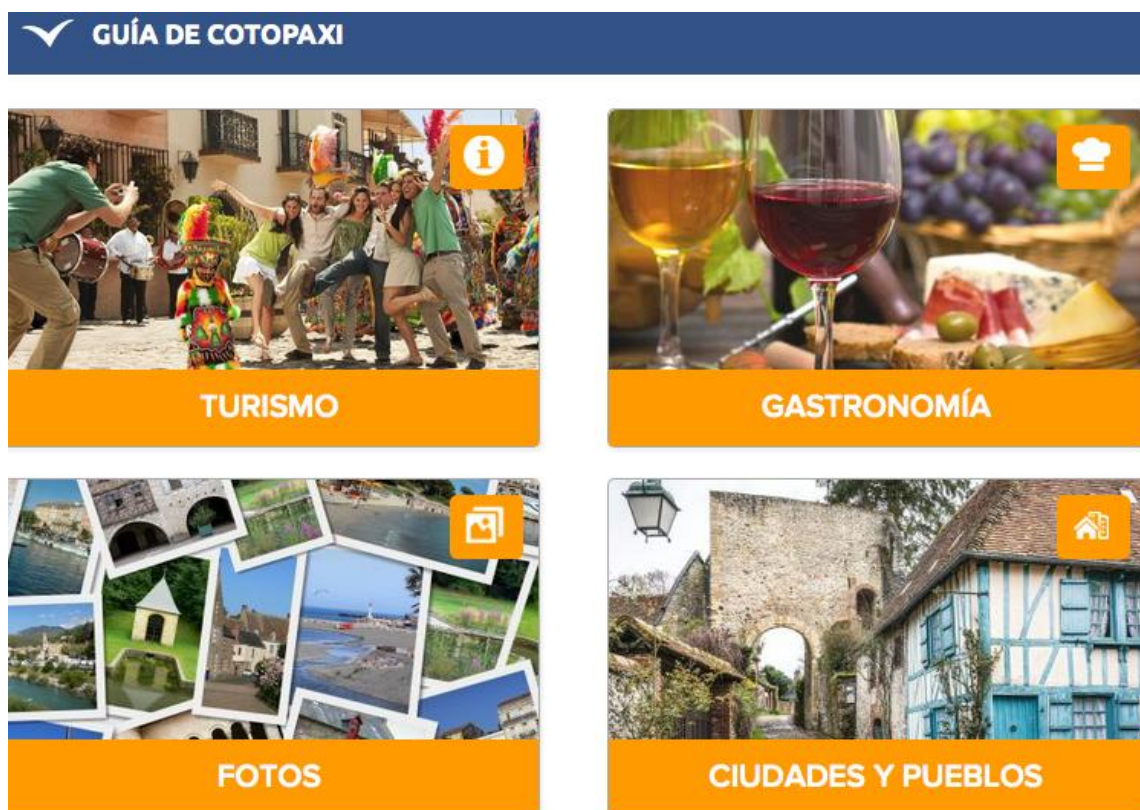 GUÍA DE COTOPAXI
TURISMO
GASTRONOMÍA
FOTOS
CIUDADES Y PUEBLOS